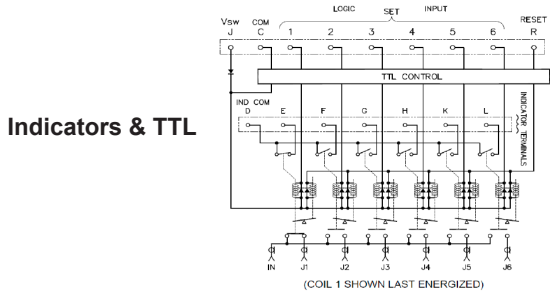 LOGIC SET INPUT
Vsw COM RESET
J C 1 2 3 4 5 6 R
TTL CONTROL
IND COM
D E F G H K L
INDICATOR TERMINALS
Indicators & TTL
IN J1 J2 J3 J4 J5 J6
(COIL 1 SHOWN LAST ENERGIZED)